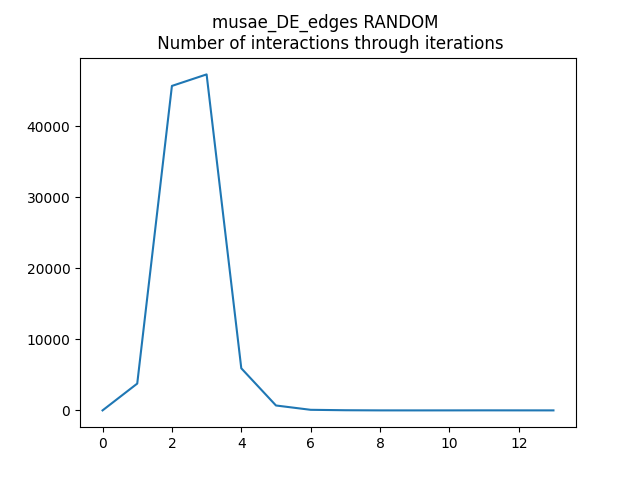 musae_DE_edges RANDOM
Number of interactions through iterations
40000
30000
20000
10000
0
0 2 4 6 8 10 12